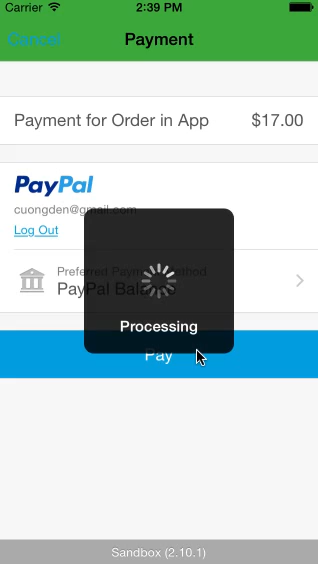 Carrier 2:39 PM
Cancel Payment
Payment for Order in App $17.00
PayPal
cuongden@gmail.com
Log Out
Preferred Payment Method
PayPal Balance
Processing
Pay
Sandbox (2.10.1)